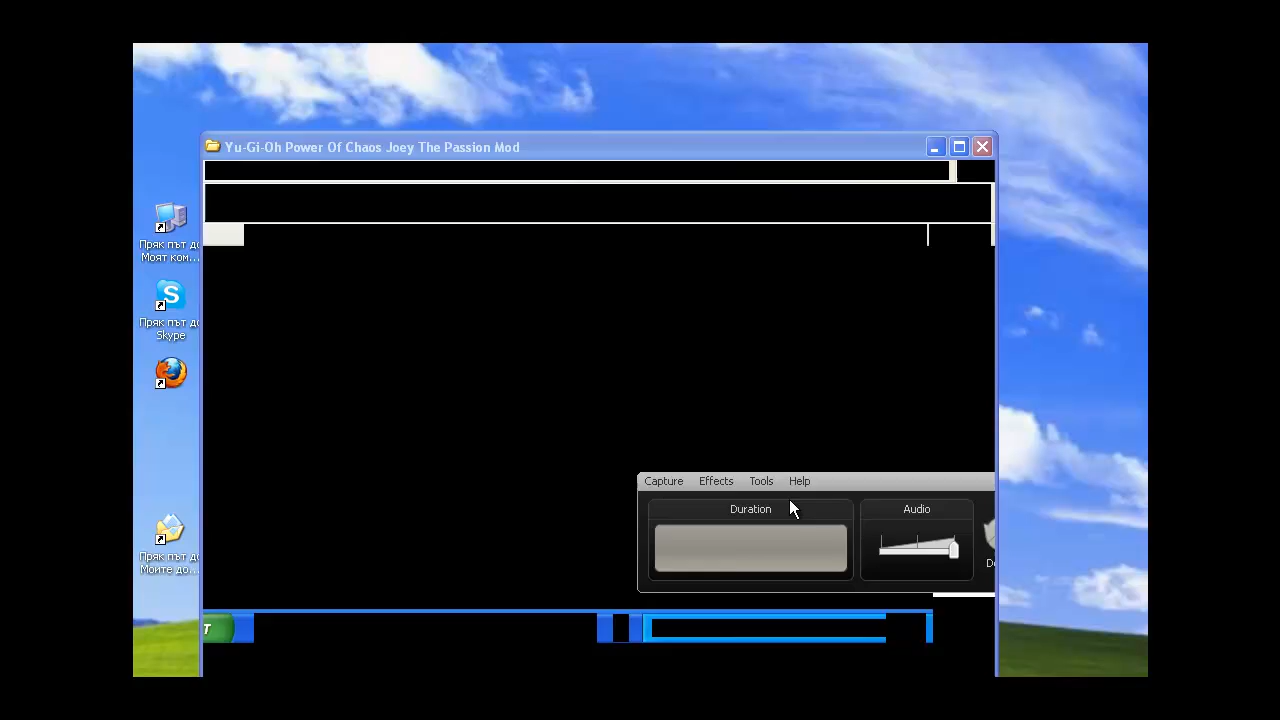 Yu-Gi-Oh Power Of Chaos Joey The Passion Mod
Пряк път до
Моят ком...
S
Пряк път до
Skype
Capture Effects Tools Help
Duration
Audio
Пряк път до
Моите до...